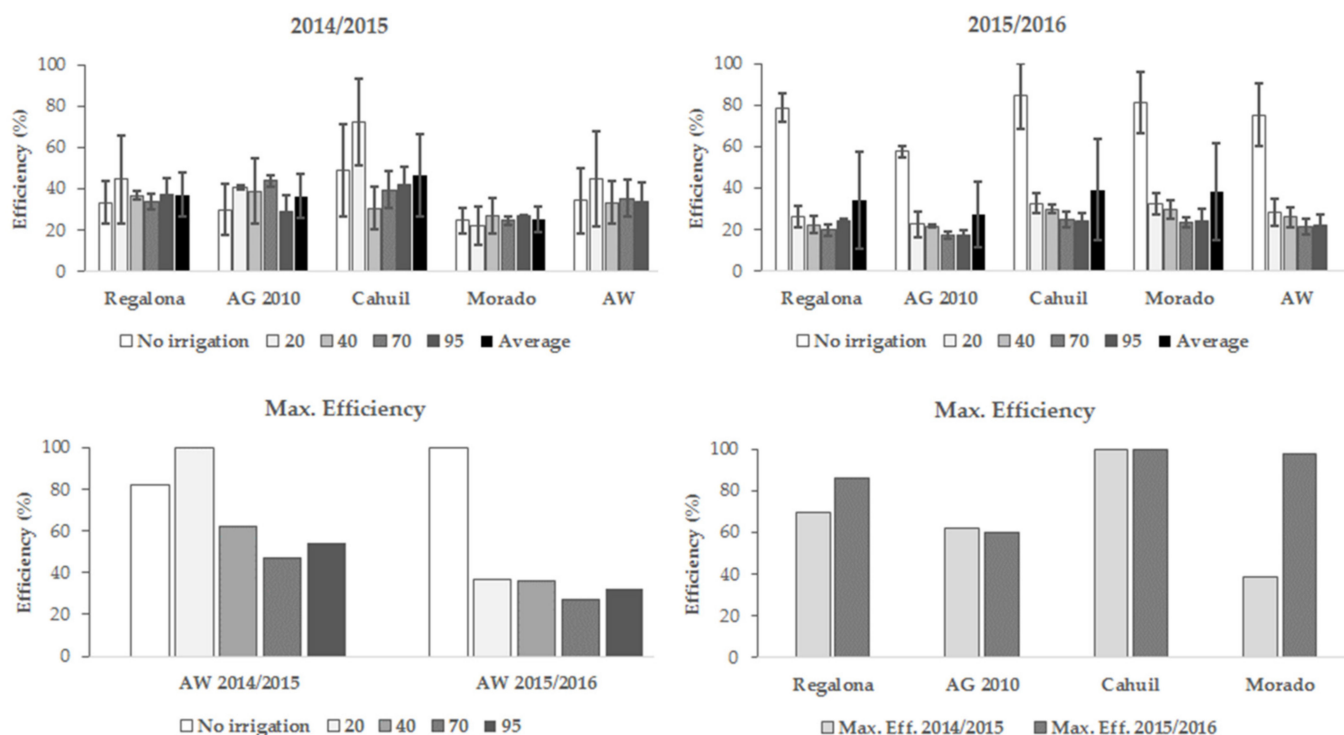 2014/2015
Efficiency (%)
100
80
60
40
20
0
Regalona AG 2010 Cahuil Morado AW
No irrigation 20 40 70 95 Average
2015/2016
Efficiency (%)
100
80
60
40
20
0
Regalona AG 2010 Cahuil Morado AW
No irrigation 20 40 70 95 Average
Max. Efficiency
Efficiency (%)
100
80
60
40
20
0
AW 2014/2015 AW 2015/2016
No irrigation 20 40 70 95
Max. Efficiency
Efficiency (%)
100
80
60
40
20
0
Regalona AG 2010 Cahuil Morado
Max. Eff. 2014/2015 Max. Eff. 2015/2016